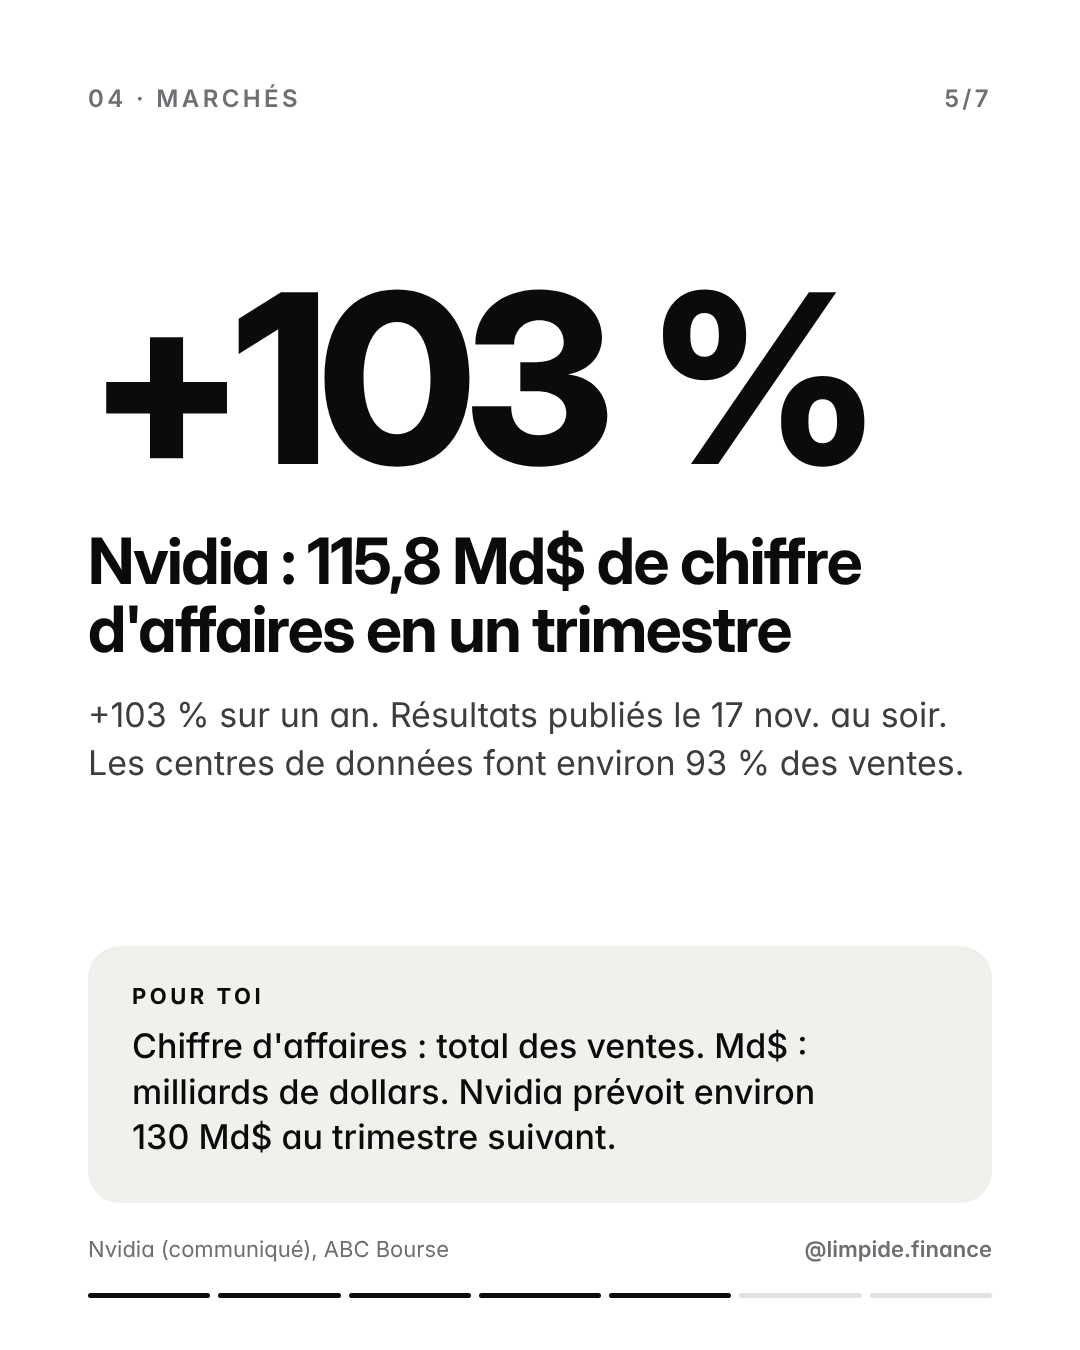 04 · MARCHÉS
5/7
+103 %
Nvidia : 115,8 Md$ de chiffre
d'affaires en un trimestre
+103 % sur un an. Résultats publiés le 17 nov. au soir.
Les centres de données font environ 93 % des ventes.
POUR TOI
Chiffre d'affaires : total des ventes. Md$ :
milliards de dollars. Nvidia prévoit environ
130 Md$ au trimestre suivant.
Nvidia (communiqué), ABC Bourse
@limpide.finance